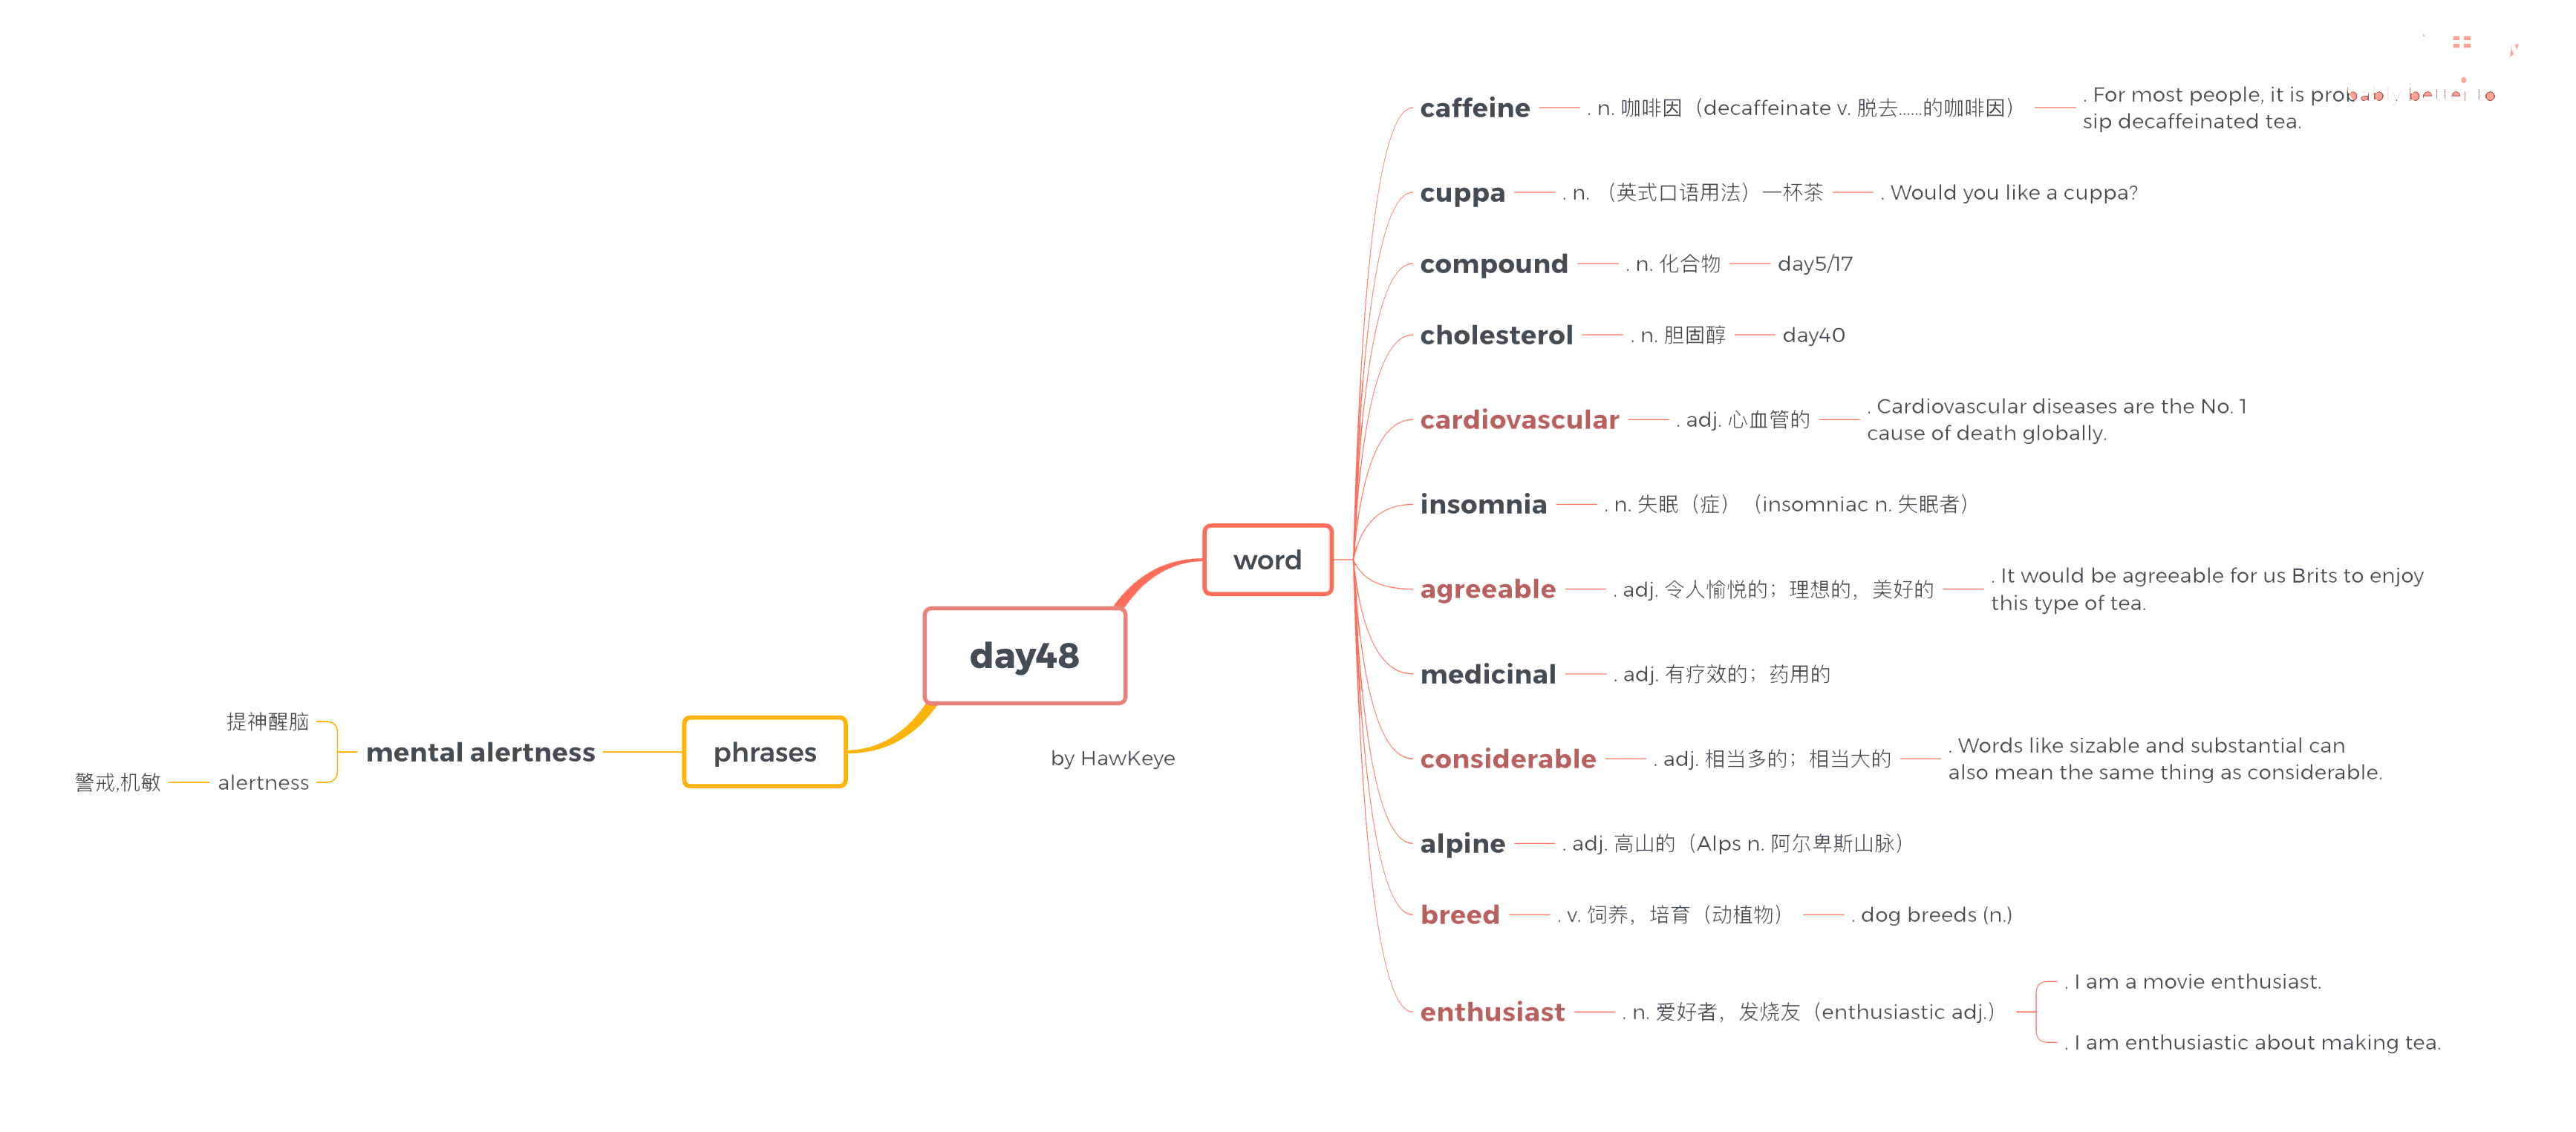 caffeine
. n. 咖啡因（decaffeinate v. 脱去……的咖啡因）
. For most people, it is probably better to
sip decaffeinated tea.
cuppa
. n. （英式口语用法）一杯茶
. Would you like a cuppa?
compound
. n. 化合物
day5/17
cholesterol
. n. 胆固醇
day40
cardiovascular
. adj. 心血管的
. Cardiovascular diseases are the No. 1
cause of death globally.
insomnia
. n. 失眠（症）（insomniac n. 失眠者）
word
agreeable
. adj. 令人愉悦的；理想的，美好的
. It would be agreeable for us Brits to enjoy
this type of tea.
day48
medicinal
. adj. 有疗效的；药用的
提神醒脑
mental alertness
phrases
警戒,机敏
alertness
by HawKeye
considerable
. adj. 相当多的；相当大的
. Words like sizable and substantial can
also mean the same thing as considerable.
alpine
. adj. 高山的（Alps n. 阿尔卑斯山脉）
breed
. v. 饲养，培育（动植物）
. dog breeds (n.)
enthusiast
. n. 爱好者，发烧友（enthusiastic adj.）
. I am a movie enthusiast.
. I am enthusiastic about making tea.